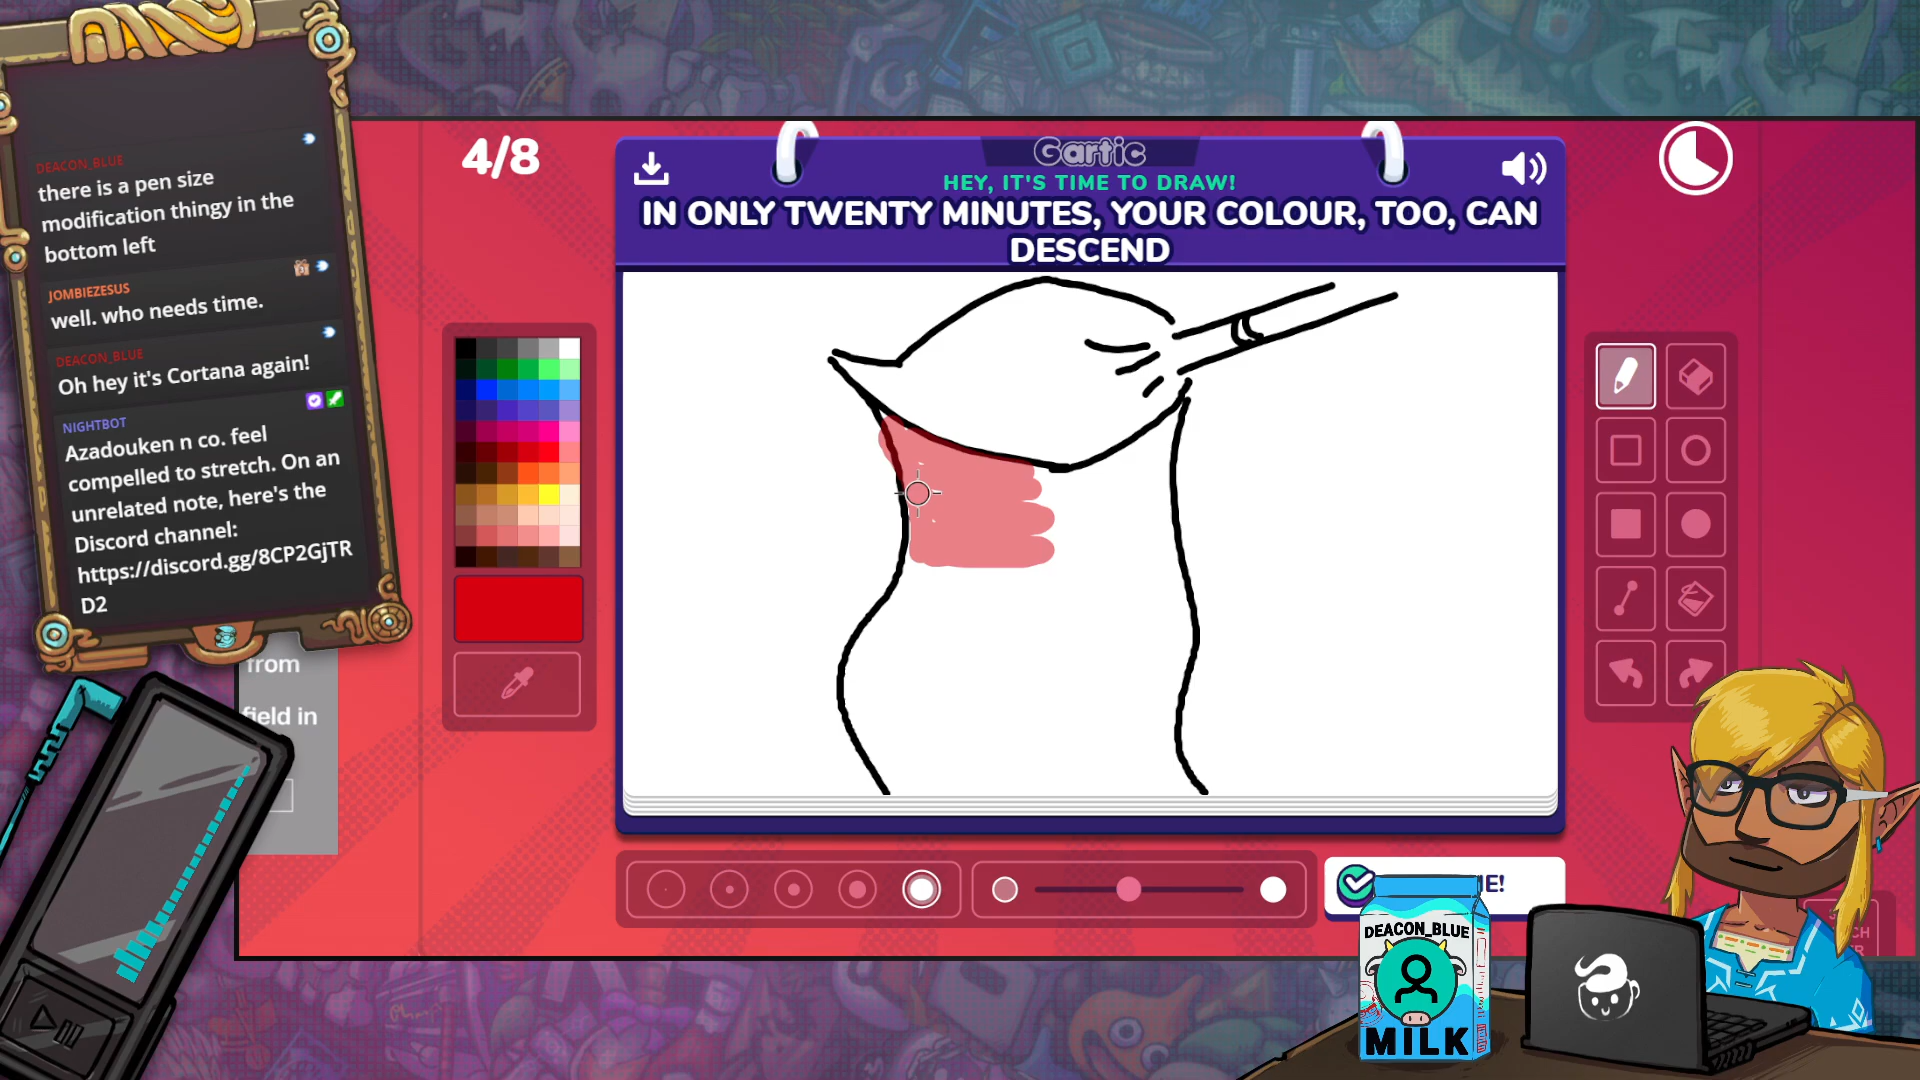 DEACON_BLUE
there is a pen size
modification thingy in the
bottom left
JOMBIEZESUS
well. who needs time.
DEACON_BLUE
Oh hey it's Cortana again!
NIGHTBOT
Azadouken n co. feel
compelled to stretch. On an
unrelated note, here's the
Discord channel:
https://discord.gg/8CP2GjTR
D2
from
field in
4/8
Gartic
HEY, IT'S TIME TO DRAW!
IN ONLY TWENTY MINUTES, YOUR COLOUR, TOO, CAN
DESCEND
DEACON_BLUE
MILK